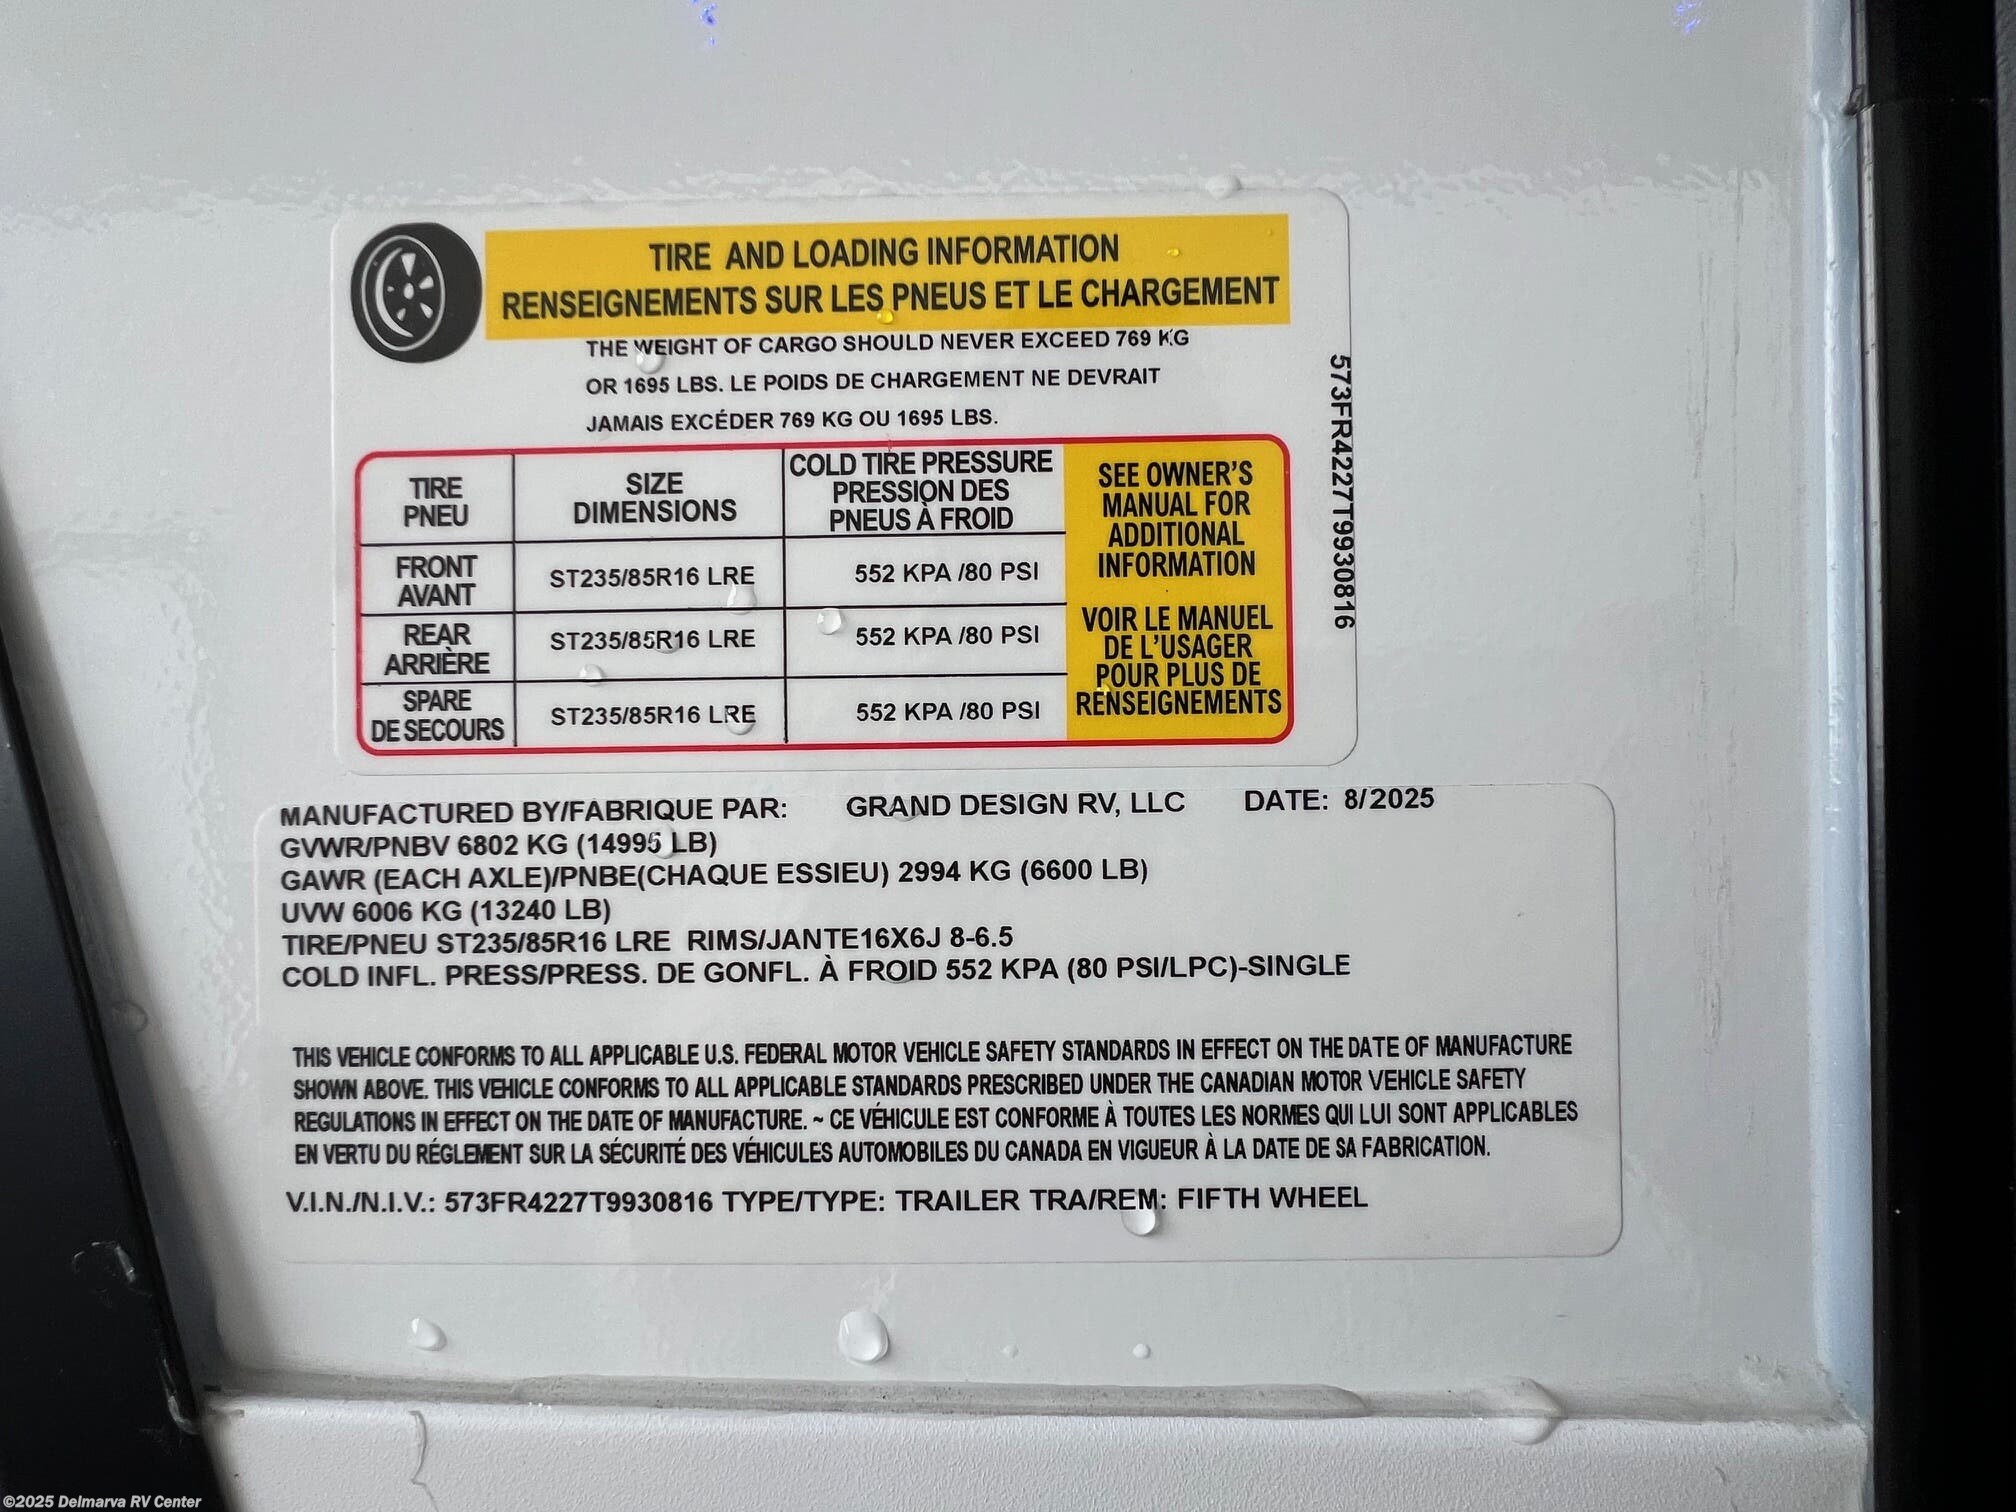 TIRE AND LOADING INFORMATION
RENSEIGNEMENTS SUR LES PNEUS ET LE CHARGEMENT
THE WEIGHT OF CARGO SHOULD NEVER EXCEED 769 KG
OR 1695 LBS. LE POIDS DE CHARGEMENT NE DEVRAIT
JAMAIS EXCÉDER 769 KG OU 1695 LBS.
TIRE
PNEU
SIZE
DIMENSIONS
COLD TIRE PRESSURE
PRESSION DES
PNEUS À FROID
FRONT
AVANT
ST235/85R16 LRE
552 KPA /80 PSI
REAR
ARRIÈRE
ST235/85R16 LRE
552 KPA /80 PSI
SPARE
DE SECOURS
ST235/85R16 LRE
552 KPA /80 PSI
SEE OWNER'S
MANUAL FOR
ADDITIONAL
INFORMATION
VOIR LE MANUEL
DE L'USAGER
POUR PLUS DE
RENSEIGNEMENTS
573FR4227T9930816
MANUFACTURED BY/FABRIQUE PAR: GRAND DESIGN RV, LLC DATE: 8/2025
GVWR/PNBV 6802 KG (14995 LB)
GAWR (EACH AXLE)/PNBE(CHAQUE ESSIEU) 2994 KG (6600 LB)
UVW 6006 KG (13240 LB)
TIRE/PNEU ST235/85R16 LRE RIMS/JANTE16X6J 8-6.5
COLD INFL. PRESS/PRESS. DE GONFL. À FROID 552 KPA (80 PSI/LPC)-SINGLE
THIS VEHICLE CONFORMS TO ALL APPLICABLE U.S. FEDERAL MOTOR VEHICLE SAFETY STANDARDS IN EFFECT ON THE DATE OF MANUFACTURE
SHOWN ABOVE. THIS VEHICLE CONFORMS TO ALL APPLICABLE STANDARDS PRESCRIBED UNDER THE CANADIAN MOTOR VEHICLE SAFETY
REGULATIONS IN EFFECT ON THE DATE OF MANUFACTURE. ~ CE VÉHICULE EST CONFORME À TOUTES LES NORMES QUI LUI SONT APPLICABLES
EN VERTU DU RÉGLEMENT SUR LA SÉCURITÉ DES VÉHICULES AUTOMOBILES DU CANADA EN VIGUEUR À LA DATE DE SA FABRICATION.
V.I.N./N.I.V.: 573FR4227T9930816 TYPE/TYPE: TRAILER TRA/REM: FIFTH WHEEL
©2025 Delmarva RV Center